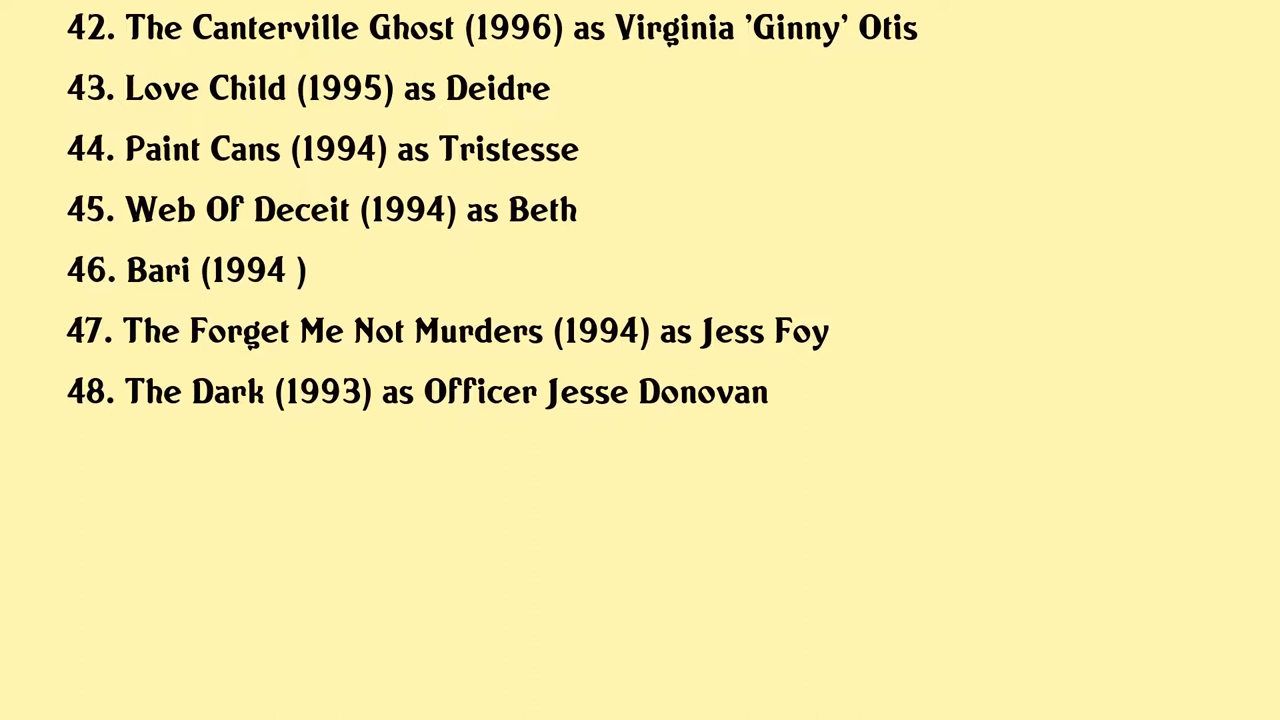 42. The Canterville Ghost (1996) as Virginia 'Ginny' Otis
43. Love Child (1995) as Deidre
44. Paint Cans (1994) as Tristesse
45. Web Of Deceit (1994) as Beth
46. Bari (1994 )
47. The Forget Me Not Murders (1994) as Jess Foy
48. The Dark (1993) as Officer Jesse Donovan